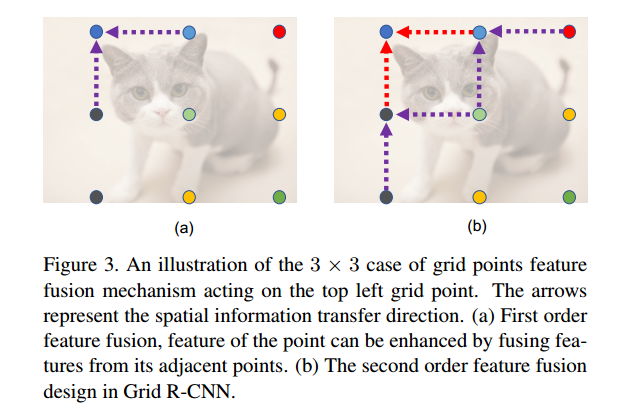 (a)
(b)
Figure 3. An illustration of the 3 × 3 case of grid points feature
fusion mechanism acting on the top left grid point. The arrows
represent the spatial information transfer direction. (a) First order
feature fusion, feature of the point can be enhanced by fusing fea-
tures from its adjacent points. (b) The second order feature fusion
design in Grid R-CNN.